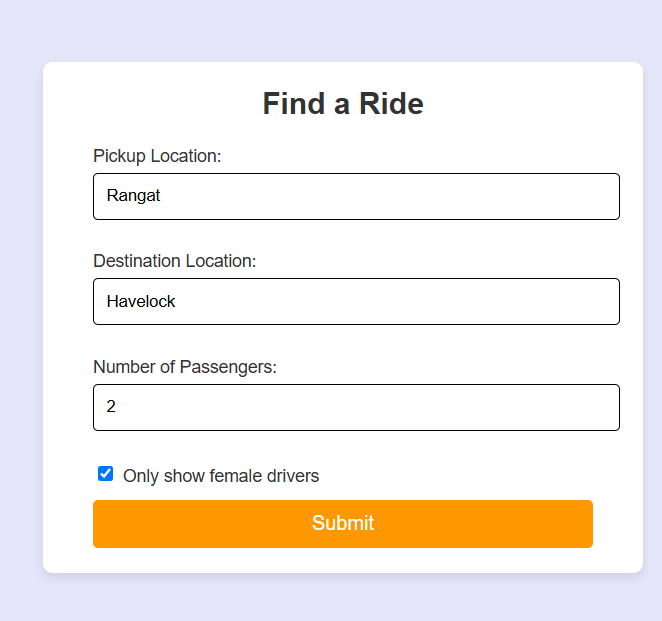 Find a Ride
Pickup Location:
Rangat
Destination Location:
Havelock
Number of Passengers:
2
Only show female drivers
Submit